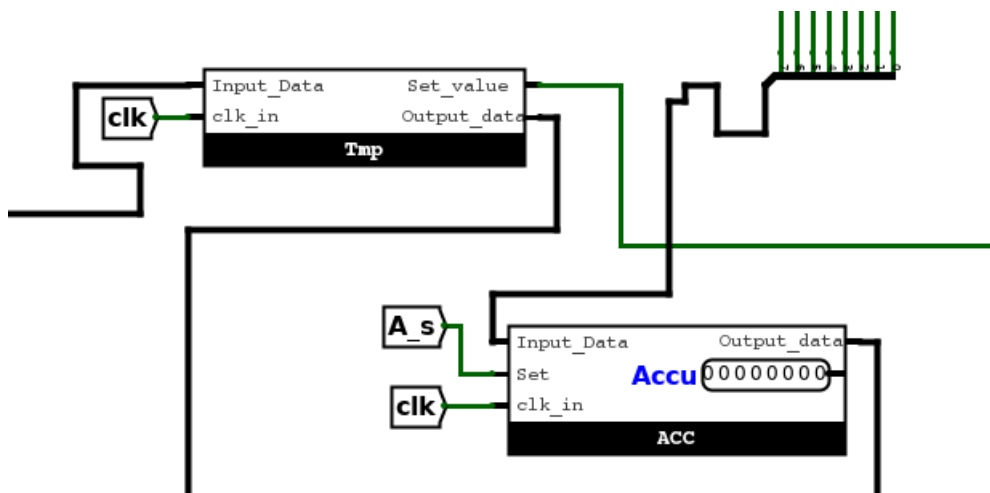 Input_Data Set_value
clk clk_in Output_data
Tmp
A_s Input_Data Output_data
Set Accu 00000000
clk clk_in
ACC